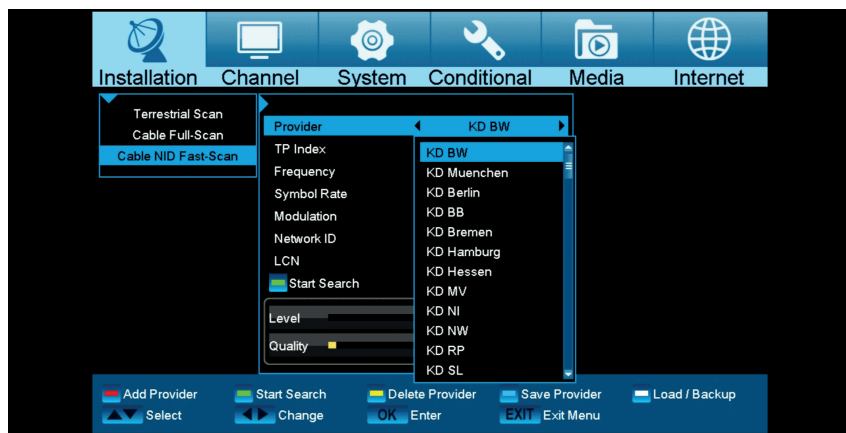 Installation Channel System Conditional Media Internet
Terrestrial Scan
Cable Full-Scan
Cable NID Fast-Scan
Provider KD BW
TP Index
Frequency
Symbol Rate
Modulation
Network ID
LCN
Start Search
Level
Quality
KD BW
KD Muenchen
KD Berlin
KD BB
KD Bremen
KD Hamburg
KD Hessen
KD MV
KD NI
KD NW
KD RP
KD SL
Add Provider Start Search Delete Provider Save Provider Load / Backup
Select Change OK Enter EXIT Exit Menu